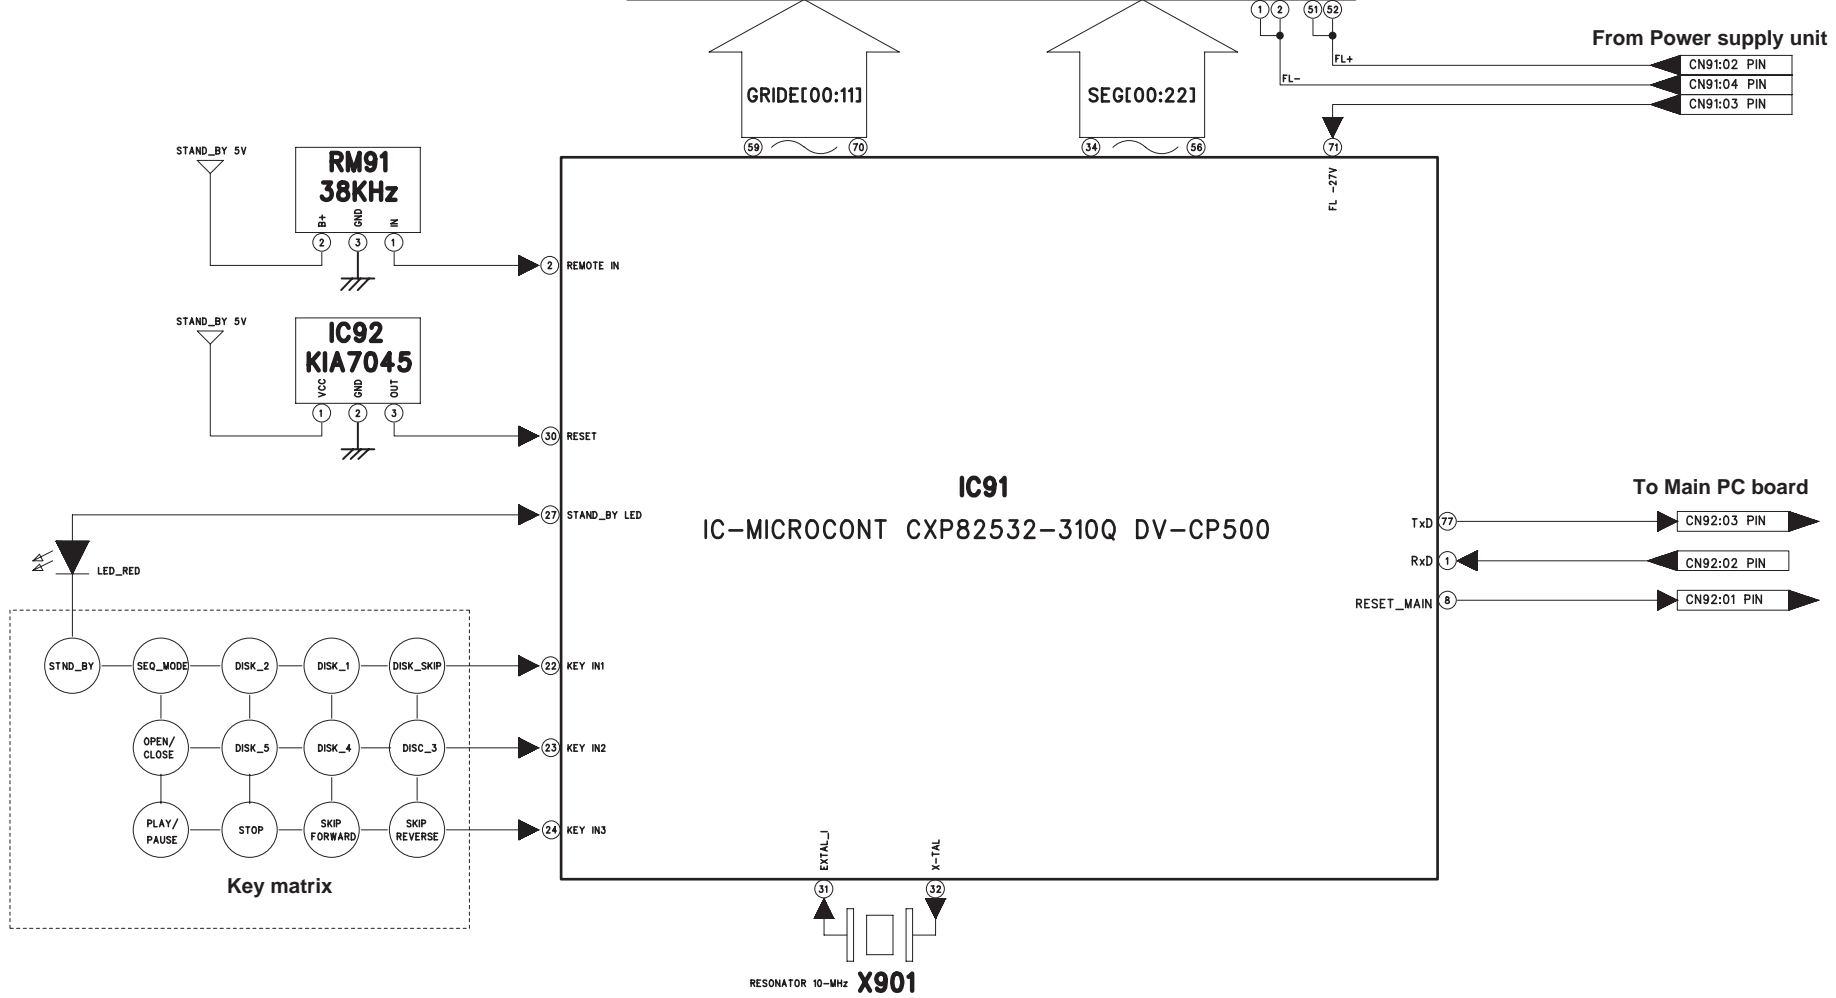 1 2 51 52
From Power supply unit
FL+
CN91:02 PIN
FL-
CN91:04 PIN
CN91:03 PIN
GRIDE[00:11]
SEG[00:22]
59 70 34 56 71
FL -27V
STAND_BY 5V
RM91
38KHz
B+ GND IN
2 3 1
2 REMOTE IN
STAND_BY 5V
IC92
KIA7045
VCC GND OUT
1 2 3
30 RESET
IC91
IC-MICROCONT CXP82532-310Q DV-CP500
27 STAND_BY LED
LED_RED
To Main PC board
TxD 77 CN92:03 PIN
RxD 1 CN92:02 PIN
RESET_MAIN 8 CN92:01 PIN
STND_BY SEQ_MODE DISK_2 DISK_1 DISK_SKIP 22 KEY IN1
OPEN/
CLOSE DISK_5 DISK_4 DISC_3 23 KEY IN2
PLAY/
PAUSE STOP SKIP
FORWARD SKIP
REVERSE 24 KEY IN3
Key matrix
EXTAL_I X-TAL
31 32
RESONATOR 10-MHz X901